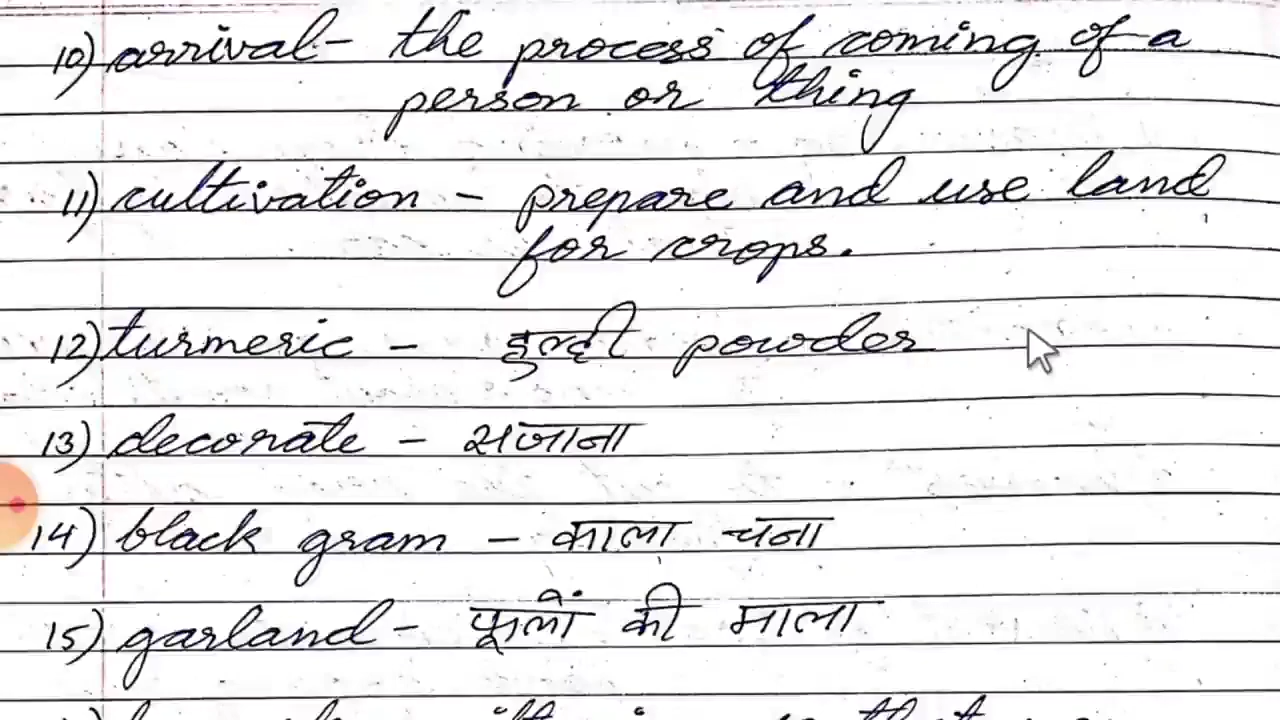 10) arrival - the process of coming of a
person or thing
11) cultivation - prepare and use land
for crops.
12) turmeric - हल्दी powder
13) decorate - सजाना
14) black gram - काला चना
15) garland - फूलों की माला